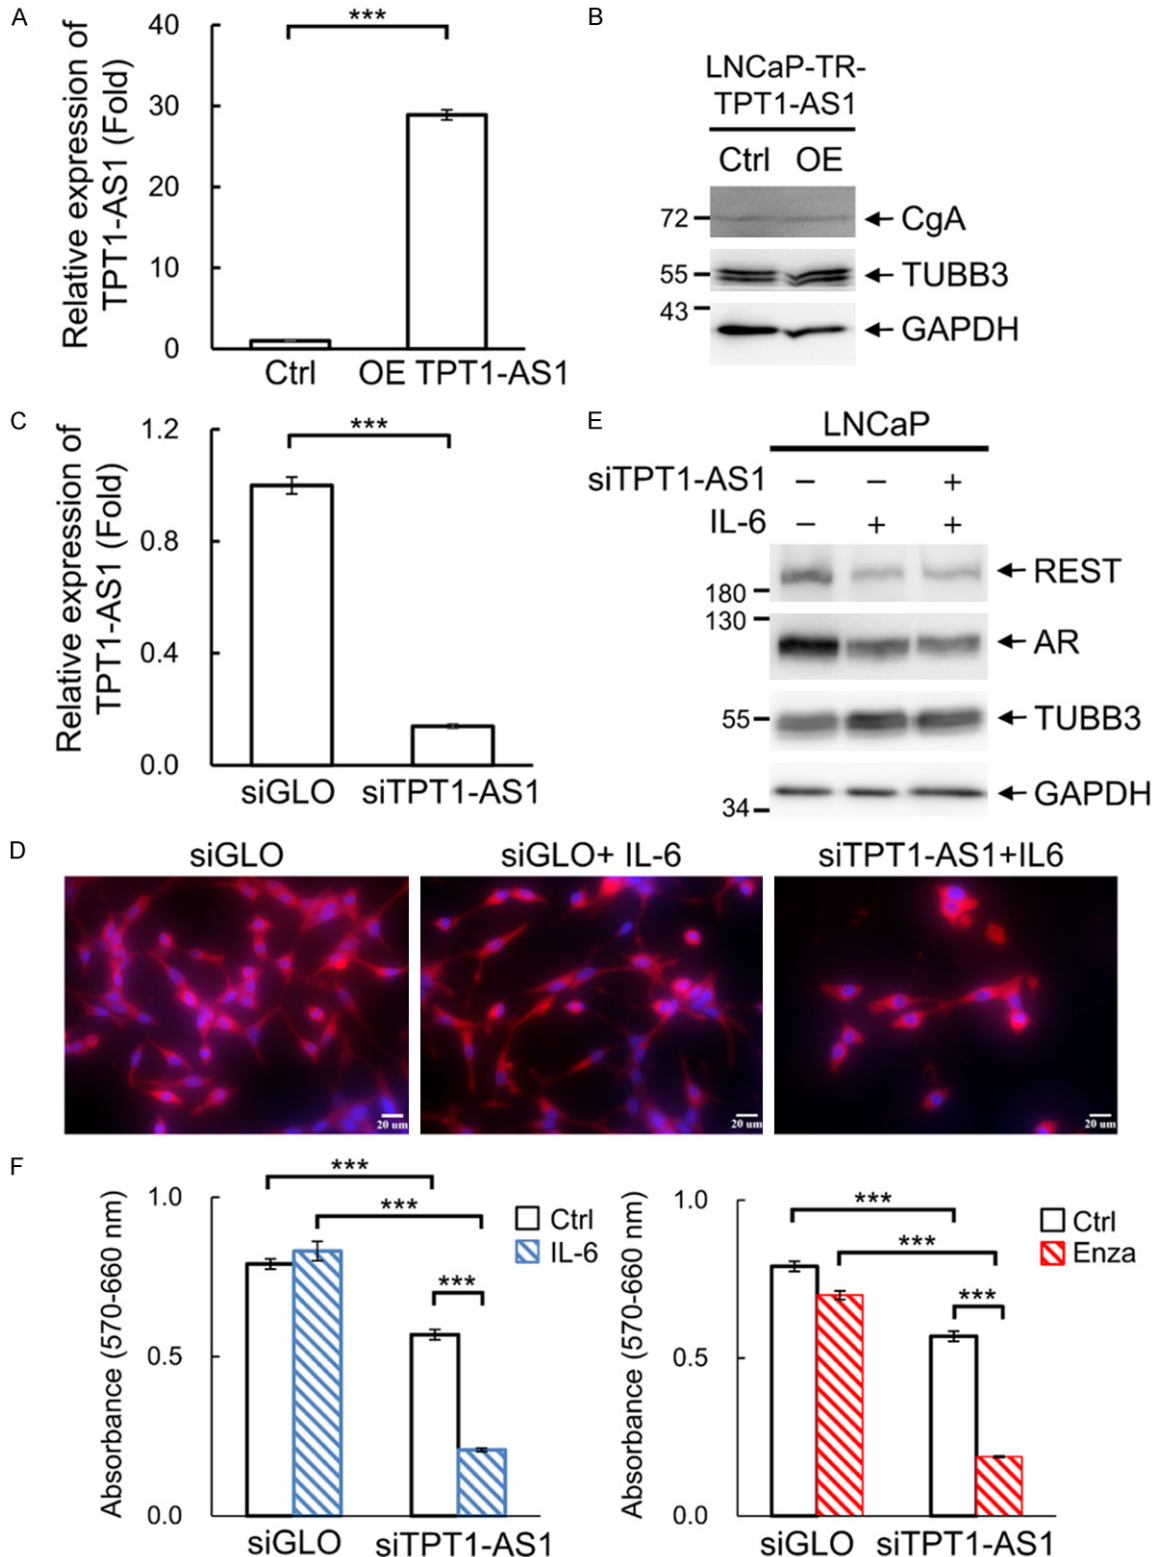 A
Relative expression of
TPT1-AS1 (Fold)
40
30
20
10
0
***
Ctrl
OE TPT1-AS1
B
LNCaP-TR-
TPT1-AS1
Ctrl OE
72
CgA
55
TUBB3
43
GAPDH
C
Relative expression of
TPT1-AS1 (Fold)
1.2
0.8
0.4
0.0
***
siGLO
siTPT1-AS1
E
LNCaP
siTPT1-AS1 − − +
IL-6 − + +
REST
180
130
AR
55
TUBB3
GAPDH
34
D
siGLO
siGLO+ IL-6
siTPT1-AS1+IL6
20 um
20 um
20 um
F
Absorbance (570-660 nm)
1.0
0.5
0.0
***
***
***
Ctrl
IL-6
siGLO
siTPT1-AS1
Absorbance (570-660 nm)
1.0
0.5
0.0
***
***
***
Ctrl
Enza
siGLO
siTPT1-AS1